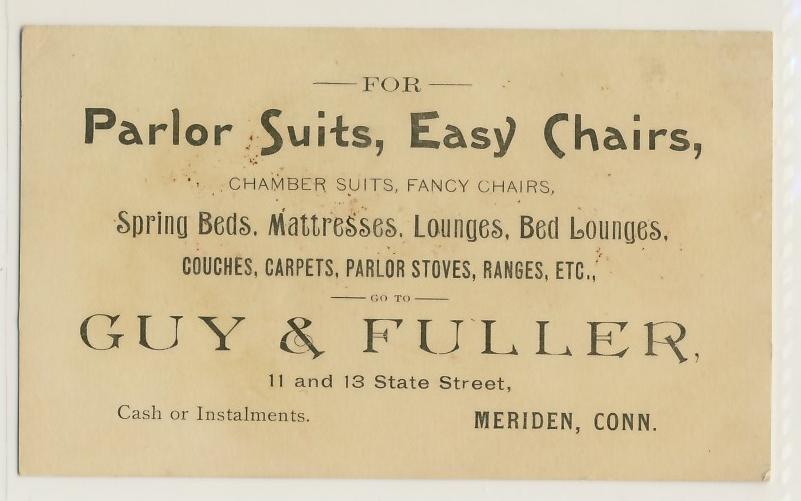 FOR
Parlor Suits, Easy Chairs,
CHAMBER SUITS, FANCY CHAIRS,
Spring Beds. Mattresses. Lounges, Bed Lounges,
COUCHES, CARPETS, PARLOR STOVES, RANGES, ETC.,
GO TO
GUY & FULLER,
11 and 13 State Street,
Cash or Instalments.
MERIDEN, CONN.